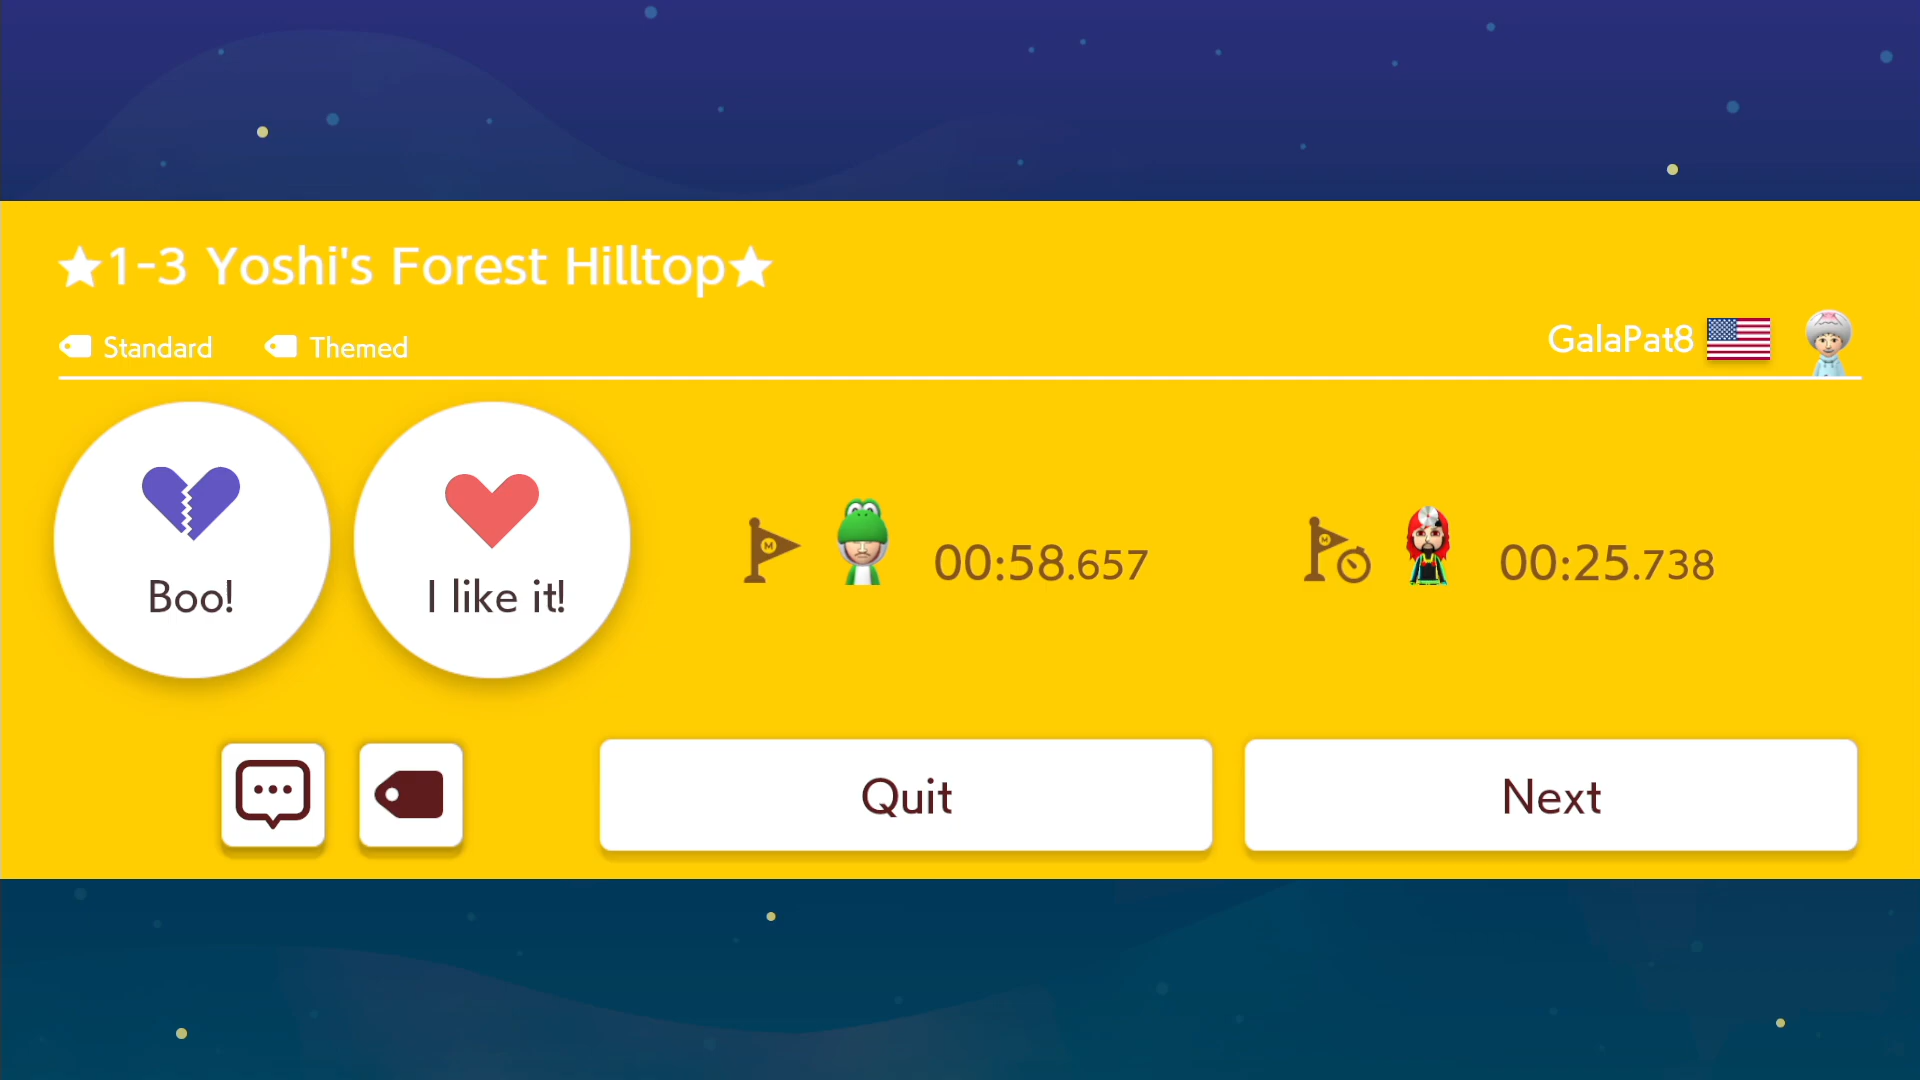 ★1-3 Yoshi's Forest Hilltop★
Standard Themed
GalaPat8
Boo!
I like it!
M 00:58.657
M 00:25.738
Quit
Next